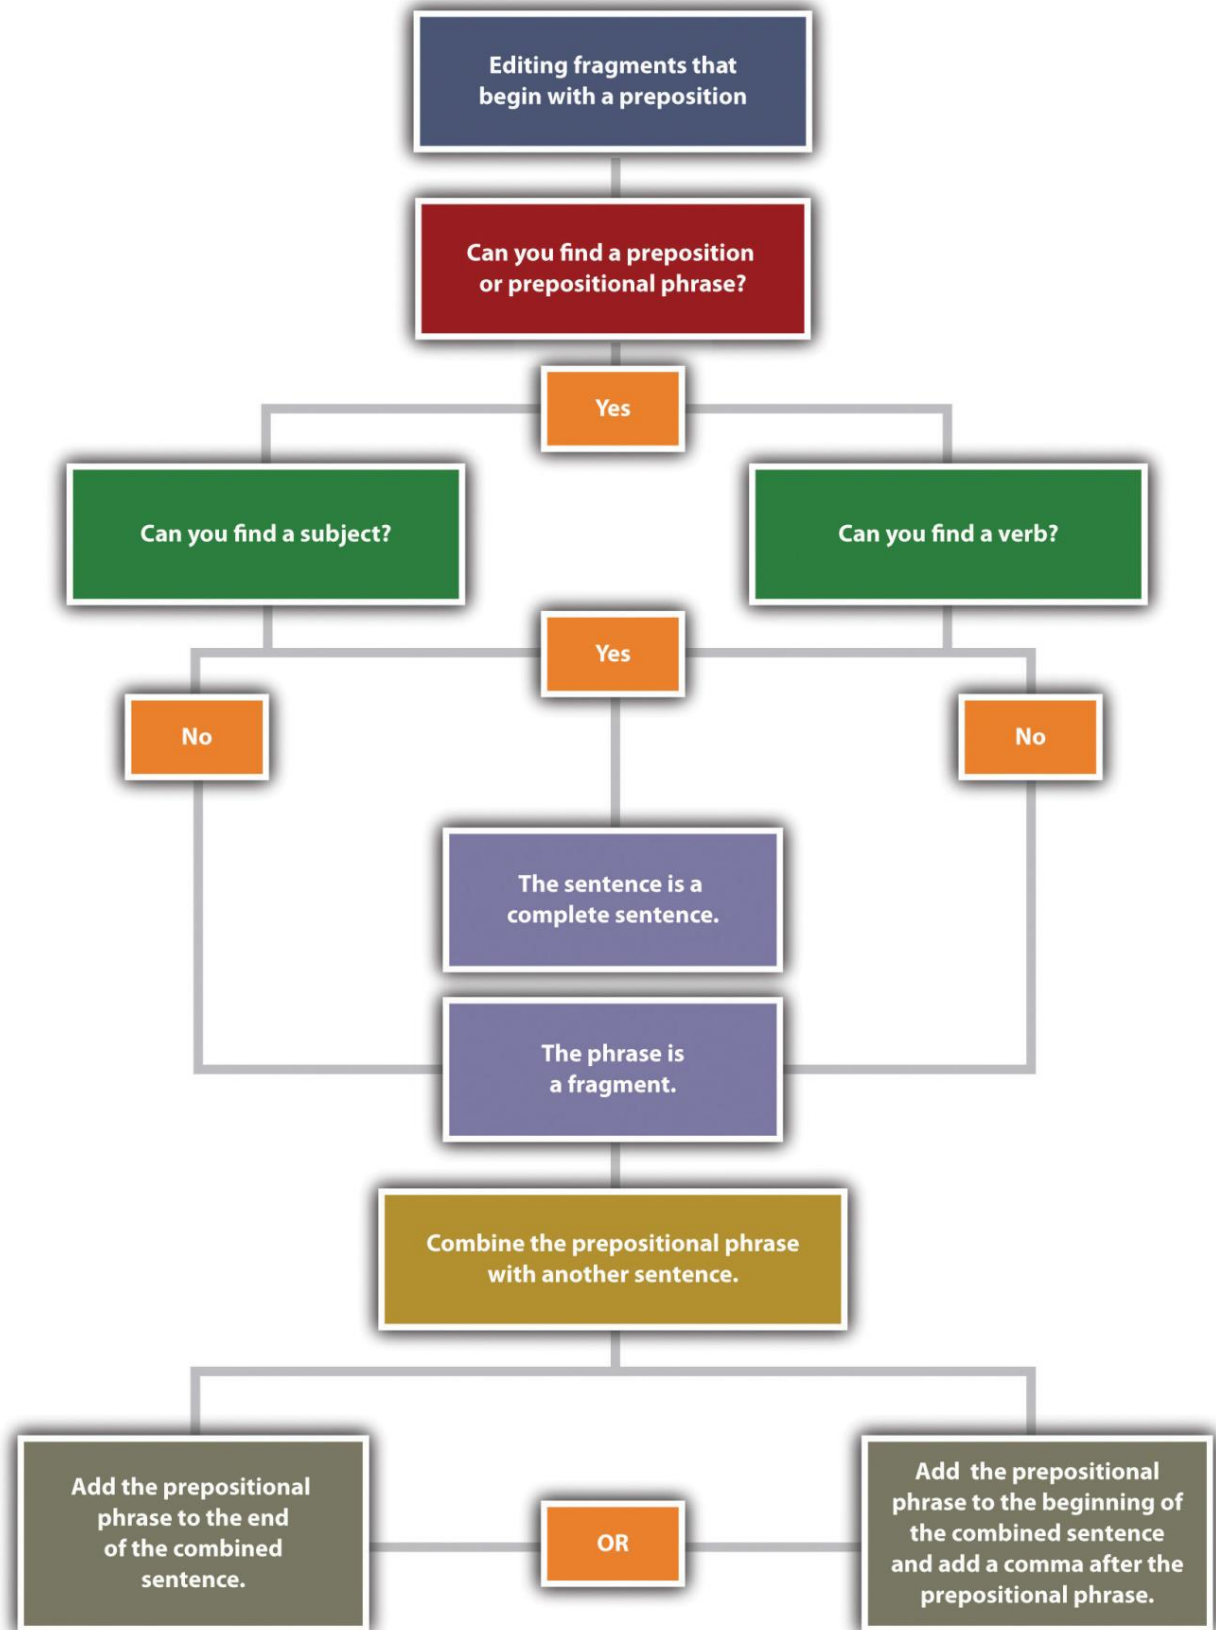 Editing fragments that
begin with a preposition
Can you find a preposition
or prepositional phrase?
Yes
Can you find a subject?
Can you find a verb?
Yes
No
No
The sentence is a
complete sentence.
The phrase is
a fragment.
Combine the prepositional phrase
with another sentence.
Add the prepositional
phrase to the end
of the combined
sentence.
OR
Add the prepositional
phrase to the beginning of
the combined sentence
and add a comma after the
prepositional phrase.